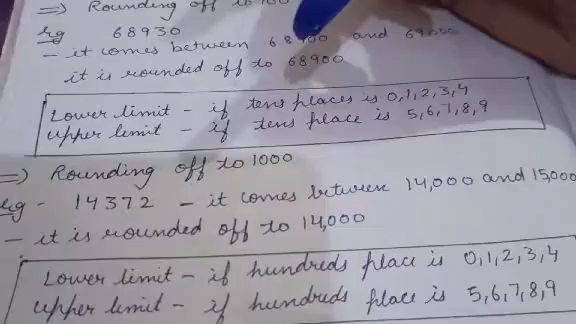 => Rounding off to 100
eg 68930
- it comes between 68900 and 69000
it is rounded off to 68900
Lower limit - if tens places is 0,1,2,3,4
Upper limit - if tens place is 5,6,7,8,9
=> Rounding off to 1000
eg - 14372 - it comes between 14,000 and 15,000
- it is rounded off to 14,000
Lower limit - if hundreds place is 0,1,2,3,4
Upper limit - if hundreds place is 5,6,7,8,9